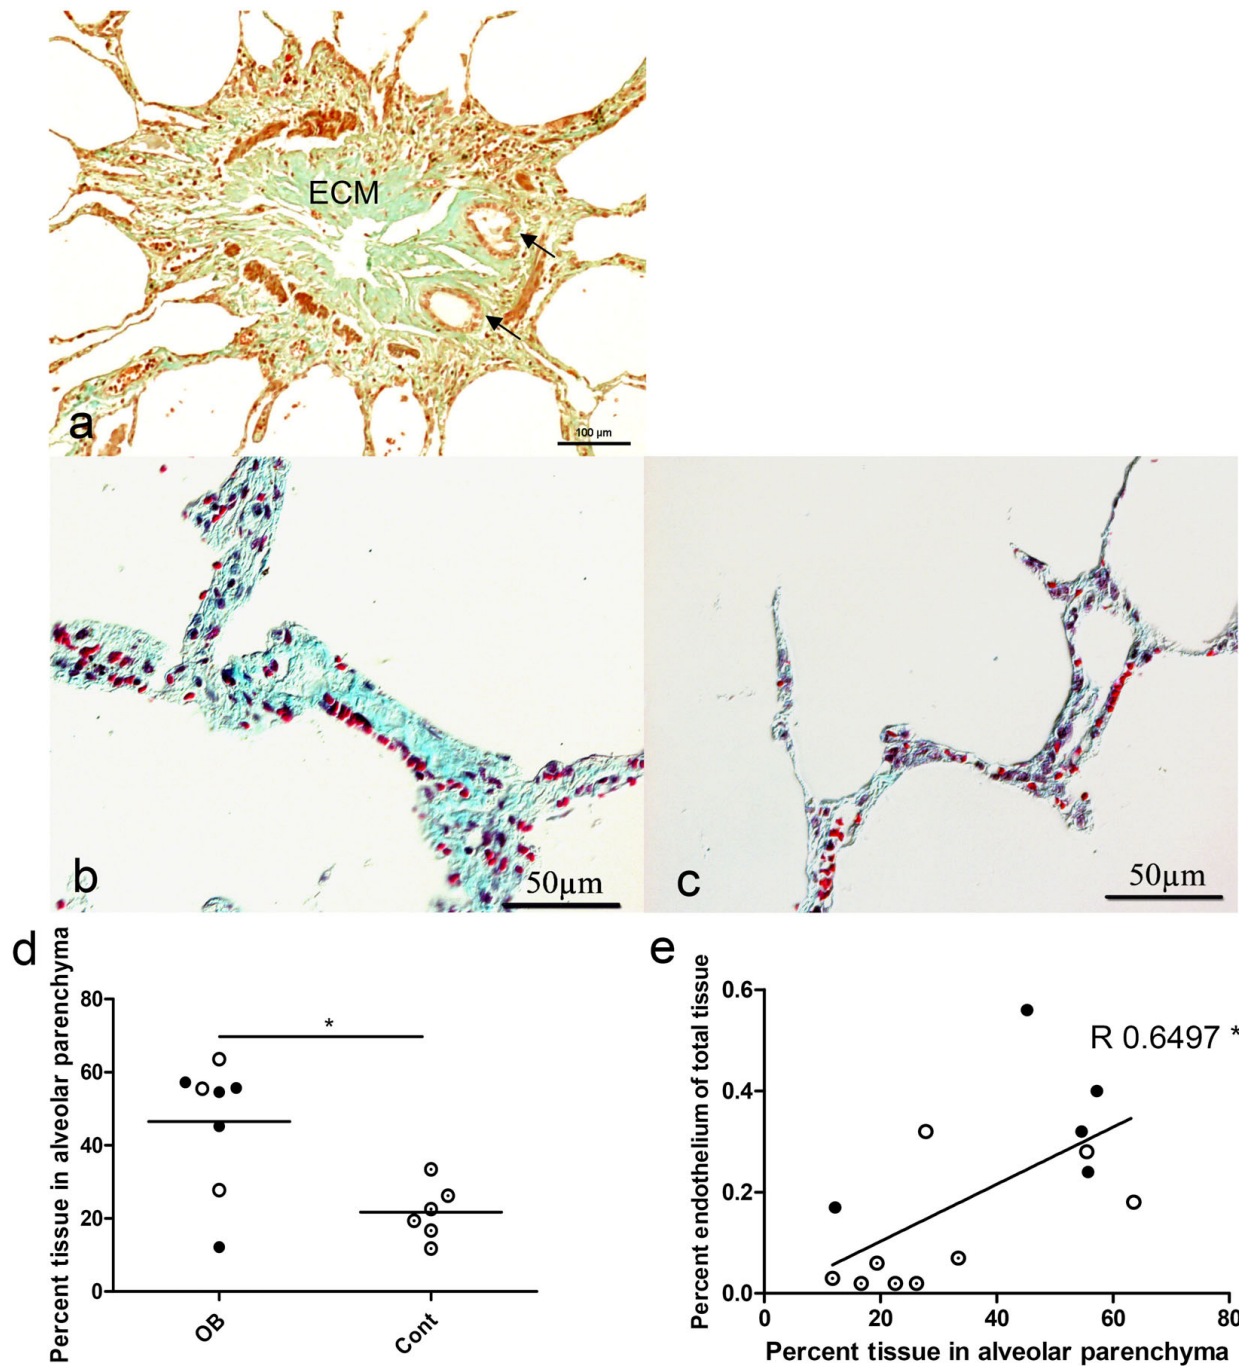 ECM
a
100 µm
b
50µm
c
50µm
d
Percent tissue in alveolar parenchyma
80
60
40
20
0
*
OB
Cont
e
Percent endothelium of total tissue
0.6
0.4
0.2
0.0
R 0.6497 *
0
20
40
60
80
Percent tissue in alveolar parenchyma